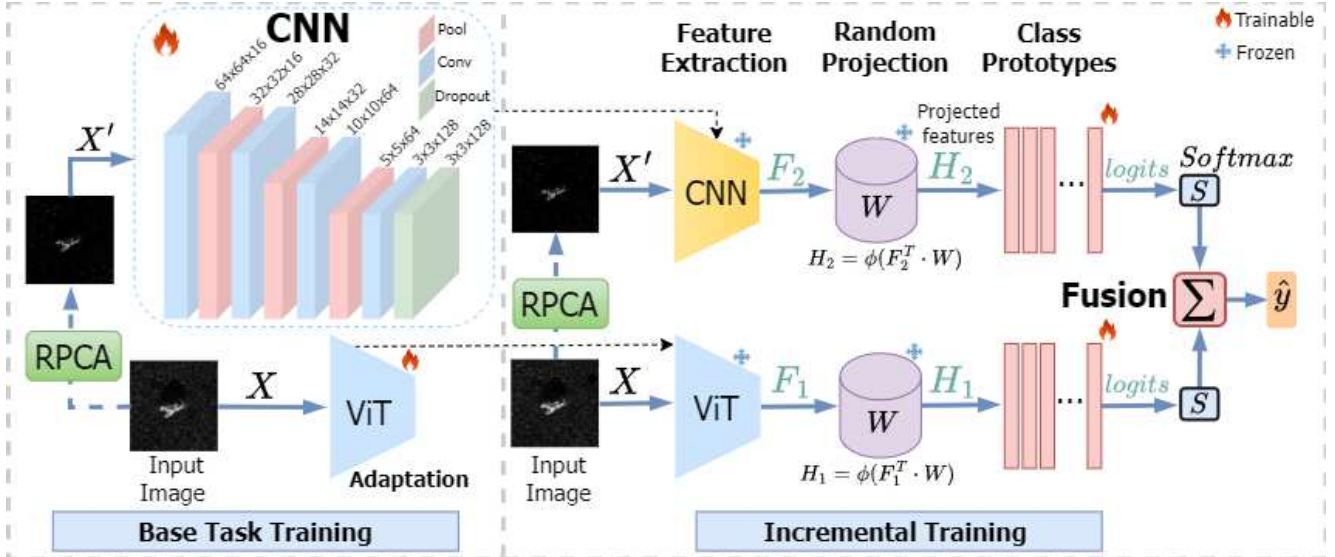 CNN
Pool
Conv
Dropout
64x64x16
32x32x16
28x28x32
14x14x32
10x10x64
5x5x64
3x3x128
3x3x128
X′
RPCA
X
ViT
Adaptation
Input
Image
Base Task Training
Feature
Extraction
Random
Projection
Class
Prototypes
Trainable
Frozen
X′
CNN
F₂
W
Projected
features
H₂
H₂ = ϕ(F₂ᵀ · W)
...
logits
Softmax
S
RPCA
Fusion
∑
ŷ
X
ViT
F₁
W
H₁
H₁ = ϕ(F₁ᵀ · W)
...
logits
S
Input
Image
Incremental Training